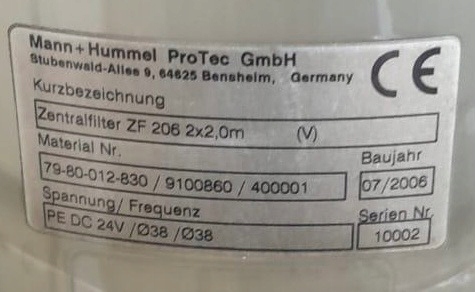 Mann+Hummel ProTec GmbH
Stubenwald-Allee 9, 64625 Bensheim, Germany
CE
Kurzbezeichnung
Zentralfilter ZF 206 2x2,0m (V)
Material Nr.
Baujahr
79-80-012-830 / 9100860 / 400001
07/2006
Spannung/ Frequenz
Serien Nr.
PE DC 24V /Ø38 /Ø38
10002